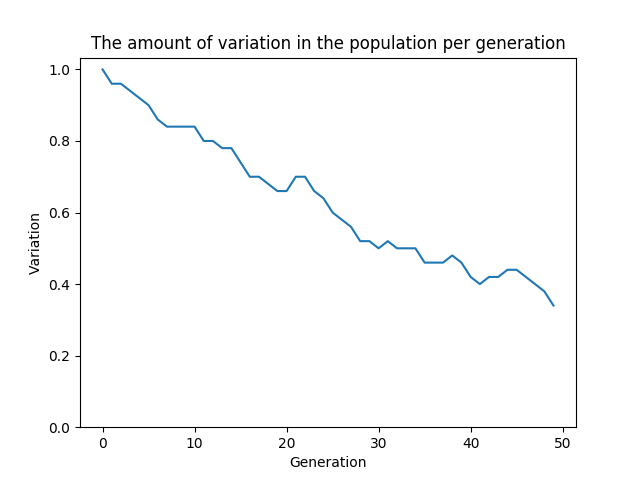 The amount of variation in the population per generation
1.0
0.8
0.6
0.4
0.2
0.0
Variation
0 10 20 30 40 50
Generation